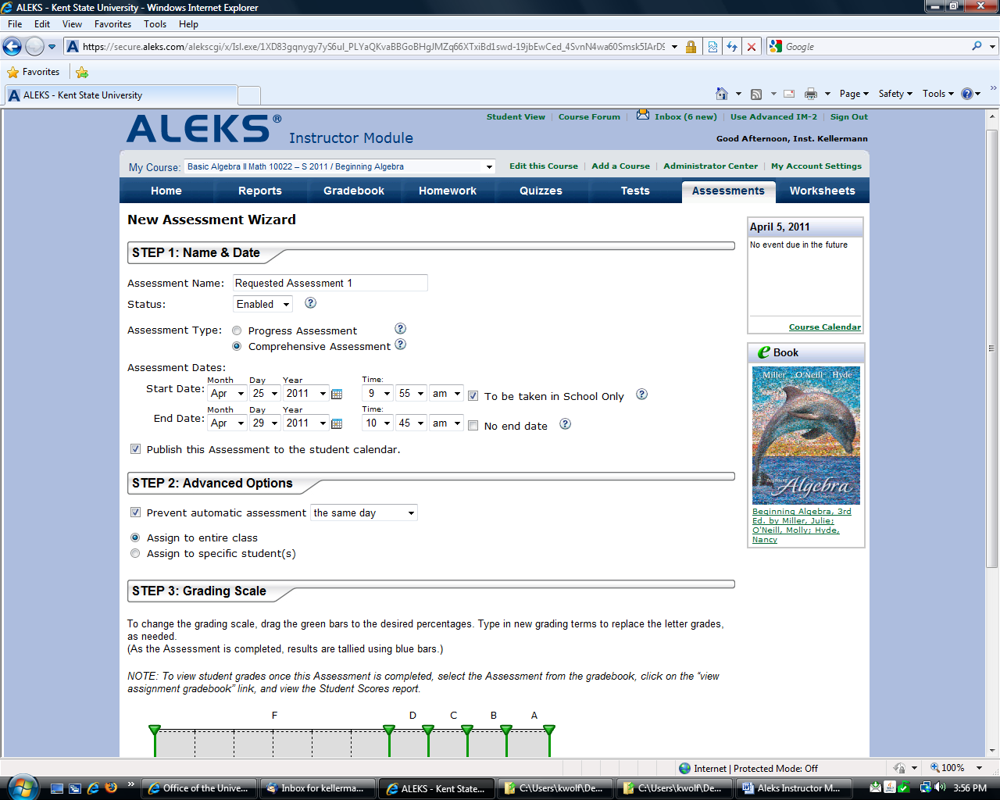 ALEKS - Kent State University - Windows Internet Explorer
File Edit View Favorites Tools Help
Google
Favorites
ALEKS - Kent State University
Page Safety Tools
ALEKS® Instructor Module
Student View | Course Forum | Inbox (6 new) | Use Advanced IM-2 | Sign Out
Good Afternoon, Inst. Kellermann
My Course: Basic Algebra II Math 10022 – S 2011 / Beginning Algebra
Edit this Course | Add a Course | Administrator Center | My Account Settings
Home Reports Gradebook Homework Quizzes Tests Assessments Worksheets
New Assessment Wizard
STEP 1: Name & Date
Assessment Name: Requested Assessment 1
Status: Enabled ?
Assessment Type: Progress Assessment ?
Comprehensive Assessment ?
Assessment Dates:
Month Day Year Time:
Start Date: Apr 25 2011 9 55 am To be taken in School Only ?
Month Day Year Time:
End Date: Apr 29 2011 10 45 am No end date ?
Publish this Assessment to the student calendar.
STEP 2: Advanced Options
Prevent automatic assessment the same day
Assign to entire class
Assign to specific student(s)
STEP 3: Grading Scale
To change the grading scale, drag the green bars to the desired percentages. Type in new grading terms to replace the letter grades,
as needed.
(As the Assessment is completed, results are tallied using blue bars.)
NOTE: To view student grades once this Assessment is completed, select the Assessment from the gradebook, click on the “view
assignment gradebook” link, and view the Student Scores report.
F D C B A
April 5, 2011
No event due in the future
Course Calendar
e Book
Miller O'Neill Hyde
Beginning
Algebra
Beginning Algebra, 3rd
Ed. by Miller, Julie;
O'Neill, Molly; Hyde,
Nancy
Internet | Protected Mode: Off 100%
Office of the Unive...
Inbox for kellerma...
ALEKS - Kent State...
C:\Users\kwolf\De...
C:\Users\kwolf\De...
Aleks Instructor M...
3:56 PM